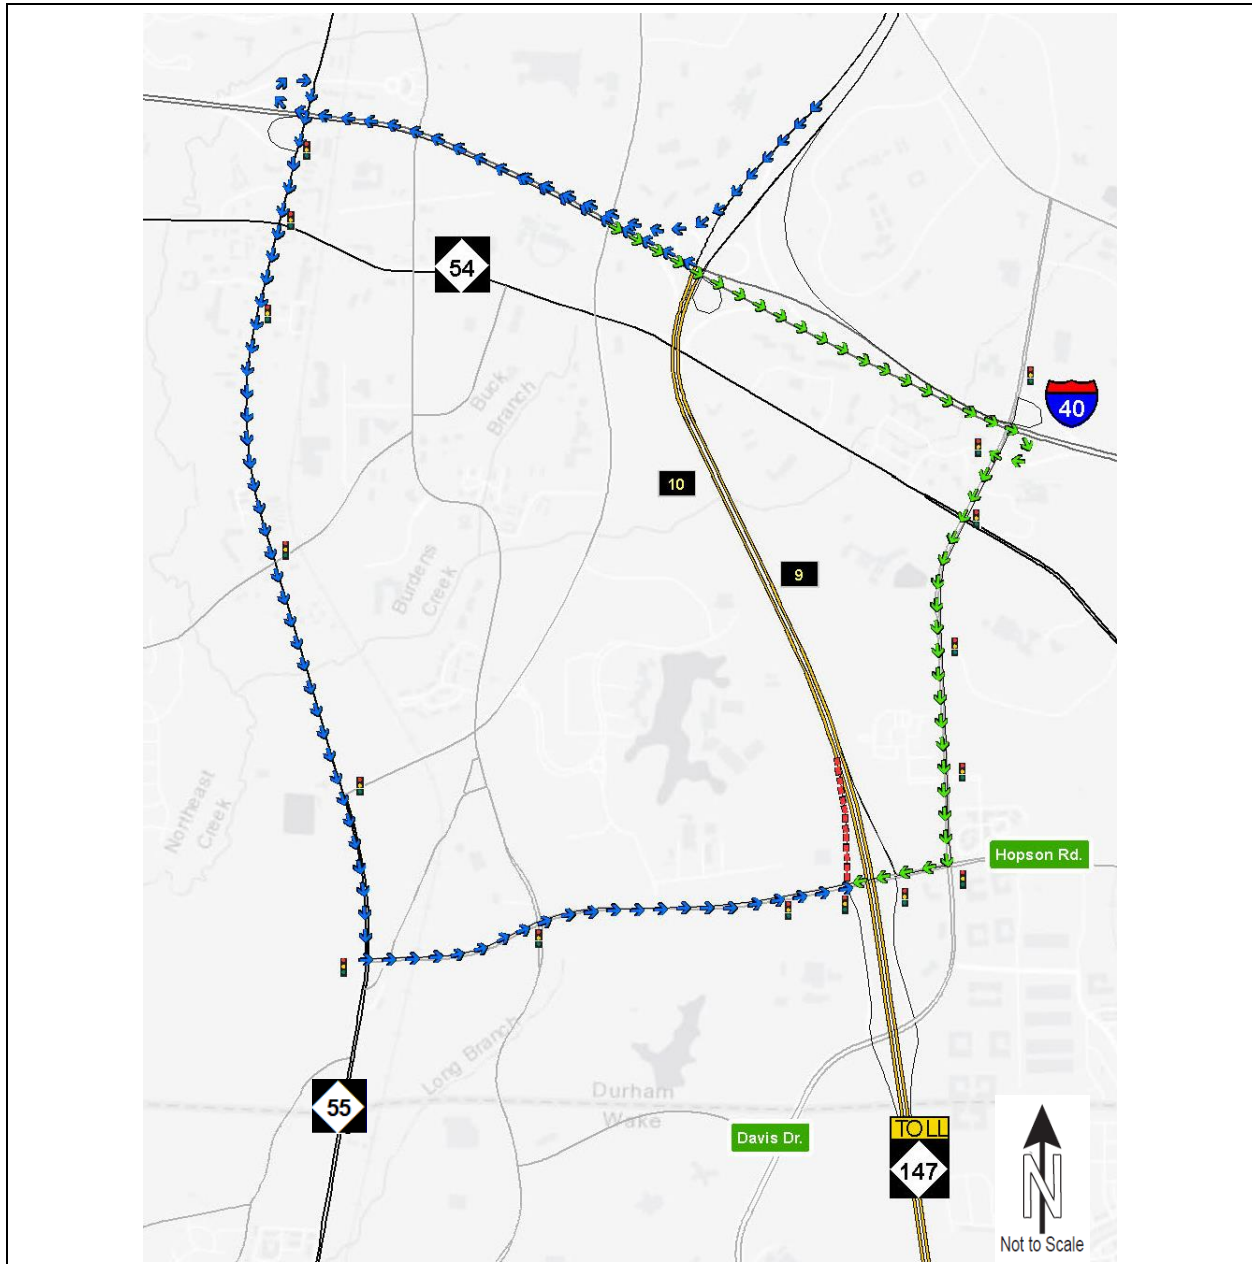 54
40
Buck
Branch
10
9
Burdens
Creek
Northeast
Creek
Hopson Rd.
Long Branch
Durham
Wake
55
Davis Dr.
TOLL
147
N
Not to Scale